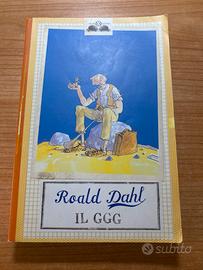 Roald Dahl
IL GGG
subito